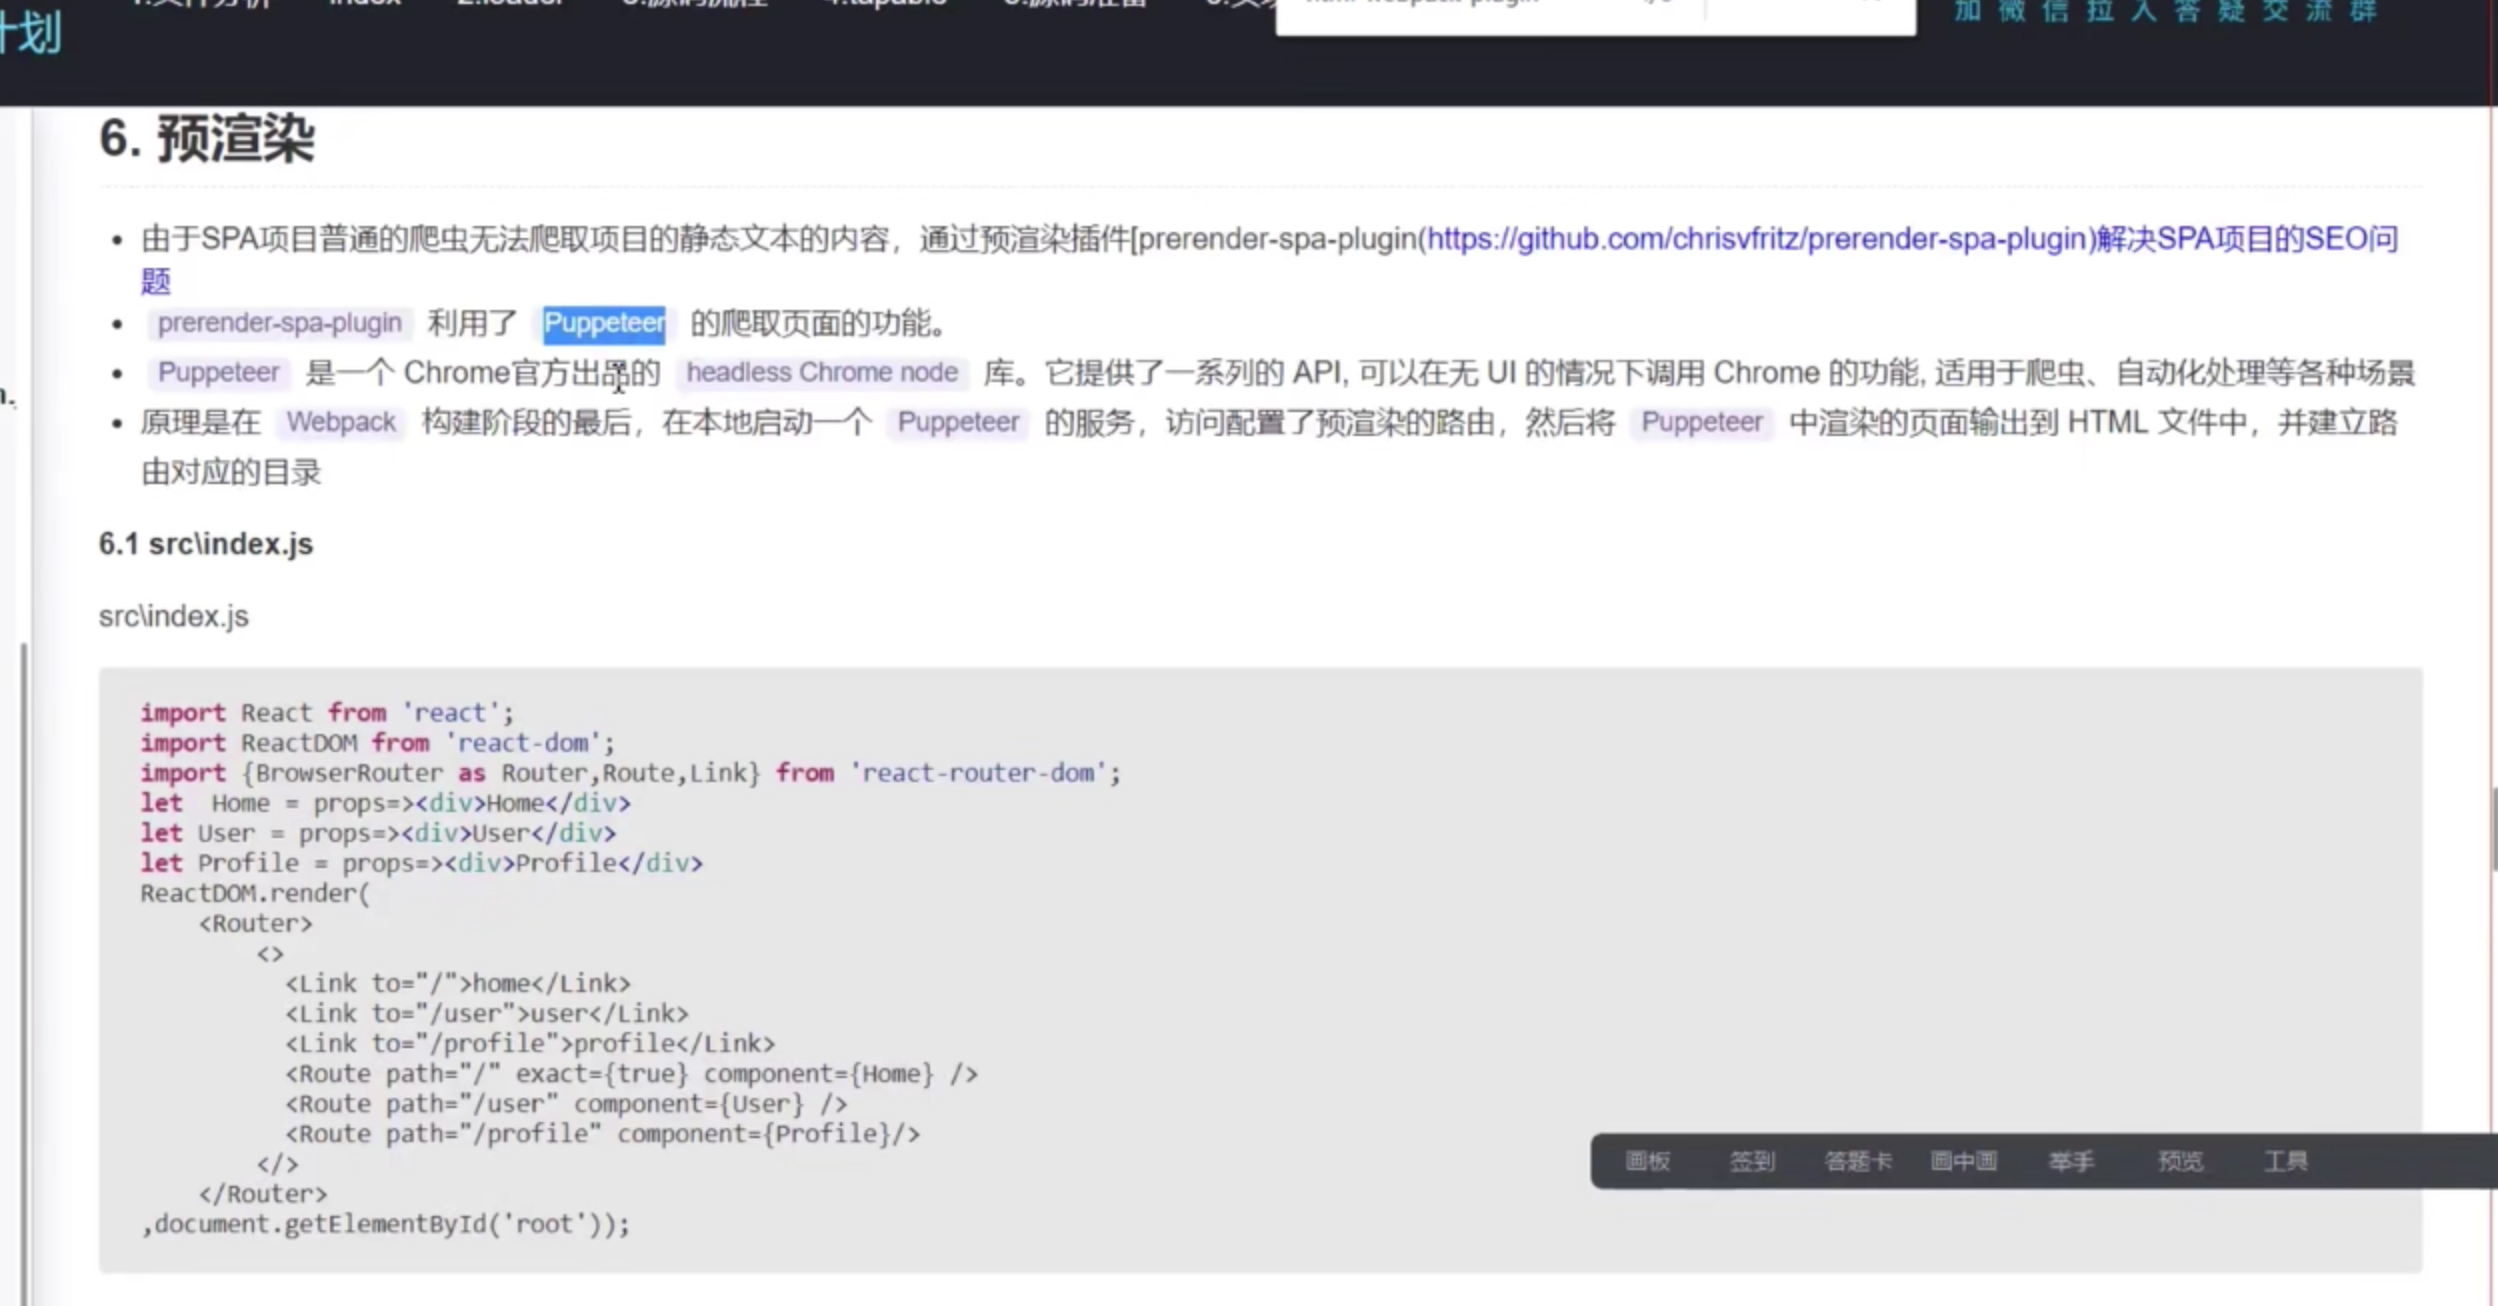 index
加微信拉入答疑交流群
计划
6. 预渲染
• 由于SPA项目普通的爬虫无法爬取项目的静态文本的内容，通过预渲染插件[prerender-spa-plugin(https://github.com/chrisvfritz/prerender-spa-plugin)解决SPA项目的SEO问
题
• prerender-spa-plugin 利用了 Puppeteer 的爬取页面的功能。
• Puppeteer 是一个 Chrome官方出品的 headless Chrome node 库。它提供了一系列的 API, 可以在无 UI 的情况下调用 Chrome 的功能, 适用于爬虫、自动化处理等各种场景
• 原理是在 Webpack 构建阶段的最后，在本地启动一个 Puppeteer 的服务，访问配置了预渲染的路由，然后将 Puppeteer 中渲染的页面输出到 HTML 文件中，并建立路
由对应的目录
6.1 src\index.js
src\index.js
import React from 'react';
import ReactDOM from 'react-dom';
import {BrowserRouter as Router,Route,Link} from 'react-router-dom';
let  Home = props=><div>Home</div>
let User = props=><div>User</div>
let Profile = props=><div>Profile</div>
ReactDOM.render(
    <Router>
        <>
          <Link to="/">home</Link>
          <Link to="/user">user</Link>
          <Link to="/profile">profile</Link>
          <Route path="/" exact={true} component={Home} />
          <Route path="/user" component={User} />
          <Route path="/profile" component={Profile}/>
        </>
    </Router>
,document.getElementById('root'));
画板 签到 答题卡 画中画 举手 预览 工具